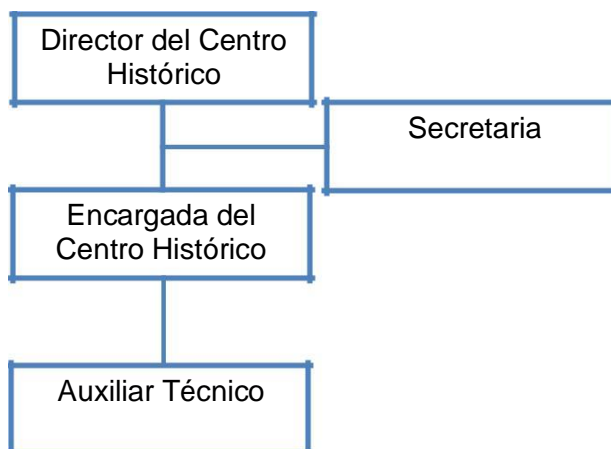 Director del Centro
Histórico
Secretaria
Encargada del
Centro Histórico
Auxiliar Técnico